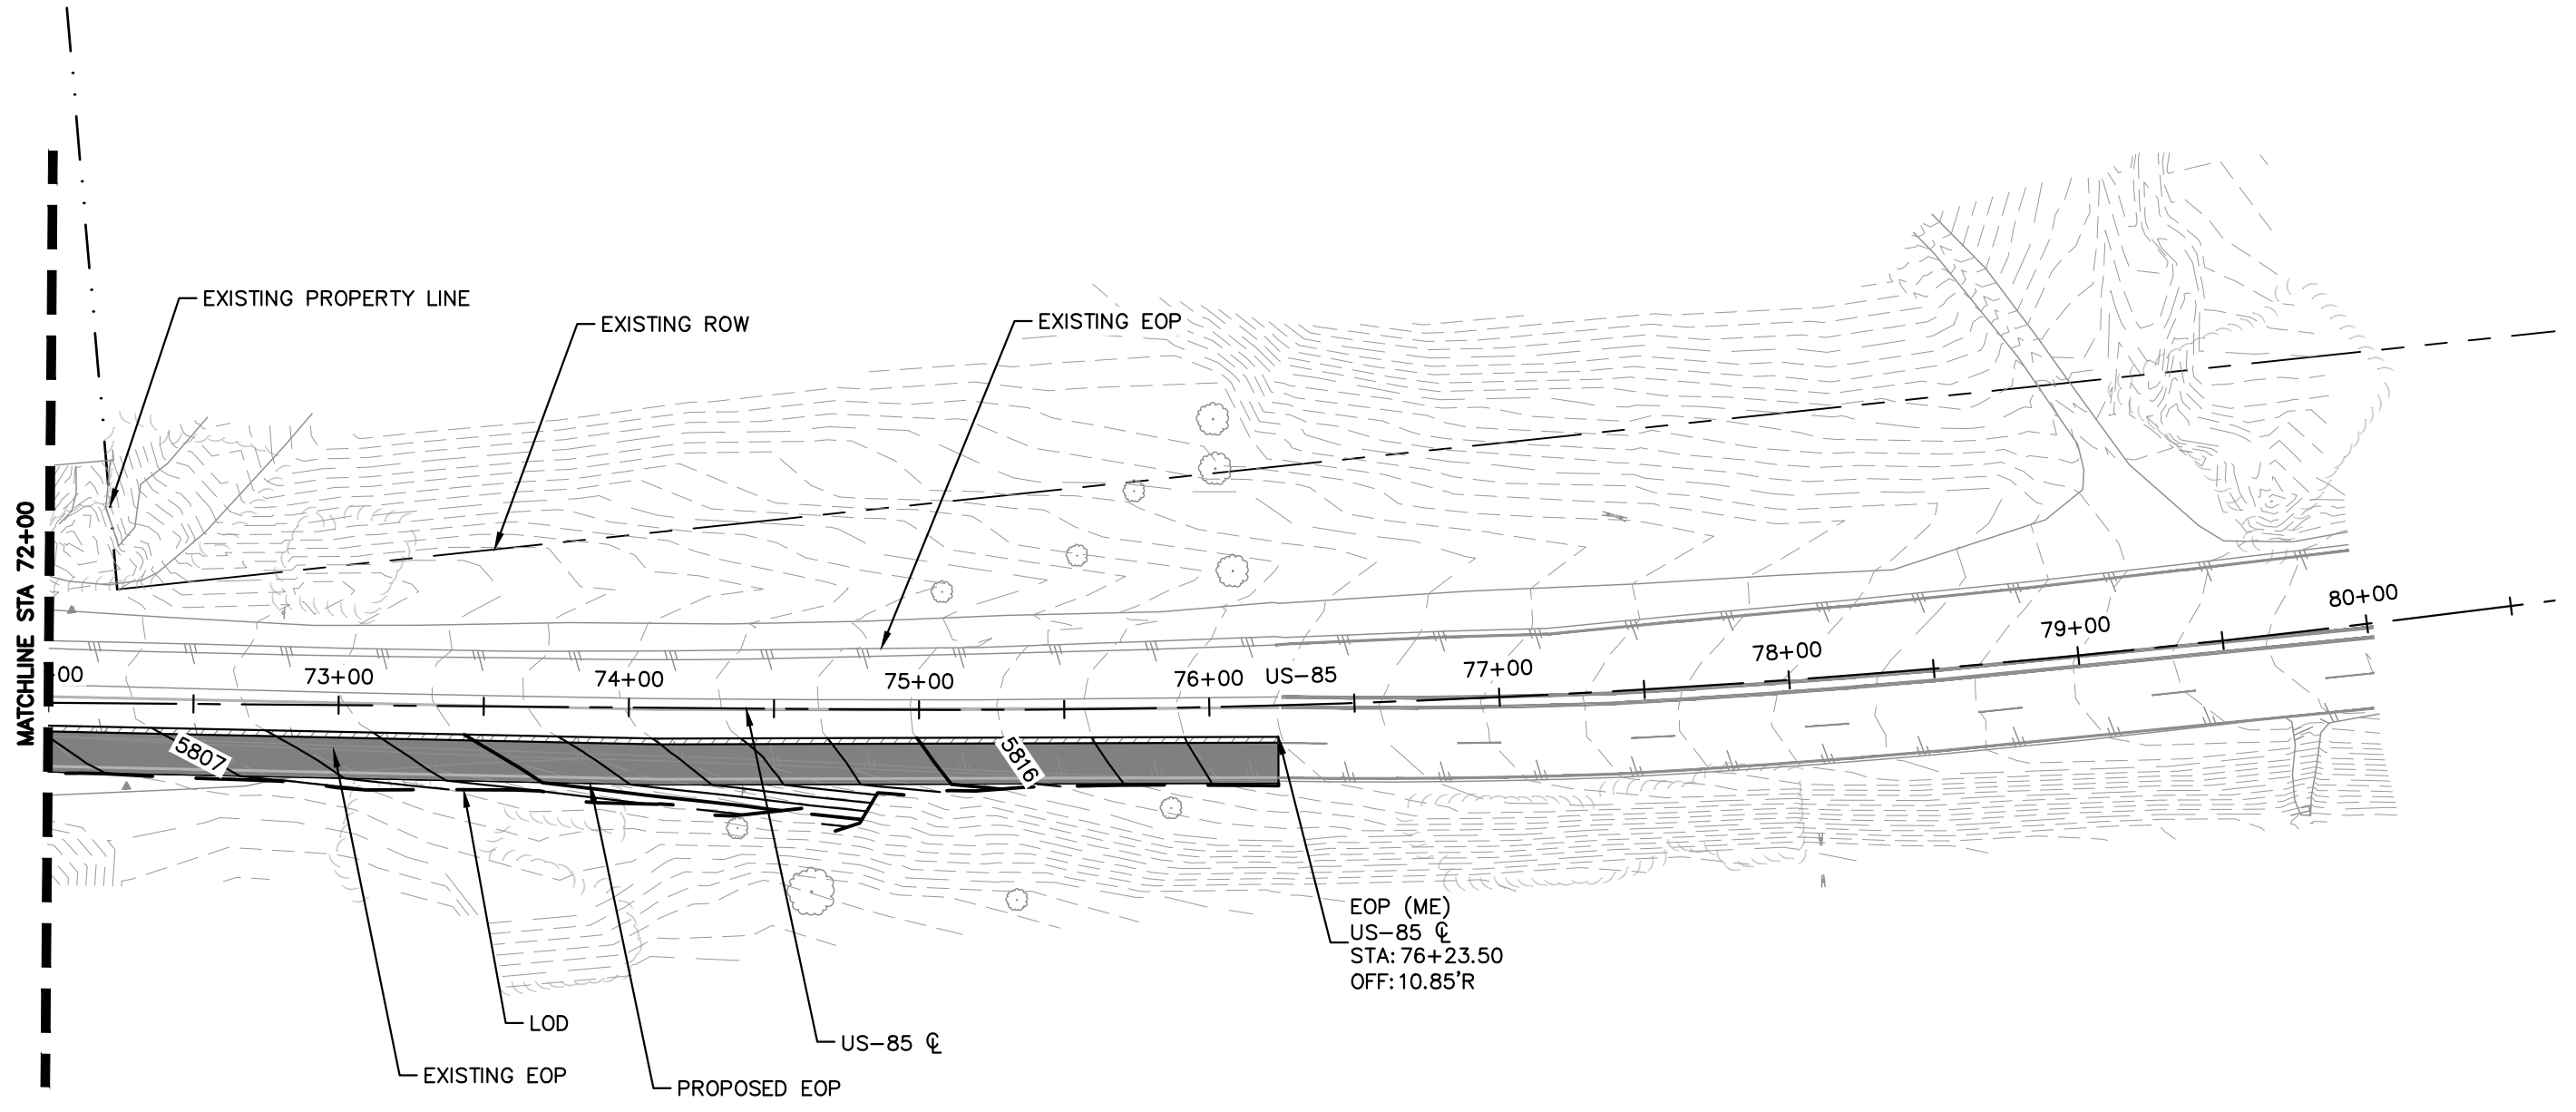 EXISTING PROPERTY LINE
EXISTING ROW
EXISTING EOP
MATCHLINE STA 72+00
00
73+00
74+00
75+00
76+00
US-85
77+00
78+00
79+00
80+00
5807
5816
EOP (ME)
US-85 ℄
STA: 76+23.50
OFF: 10.85'R
LOD
US-85 ℄
EXISTING EOP
PROPOSED EOP